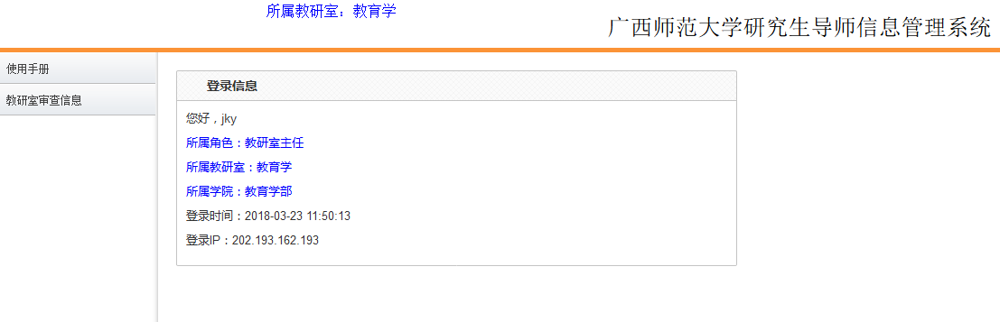 所属教研室：教育学
广西师范大学研究生导师信息管理系统
使用手册
教研室审查信息
登录信息
您好，jky
所属角色：教研室主任
所属教研室：教育学
所属学院：教育学部
登录时间：2018-03-23 11:50:13
登录IP：202.193.162.193